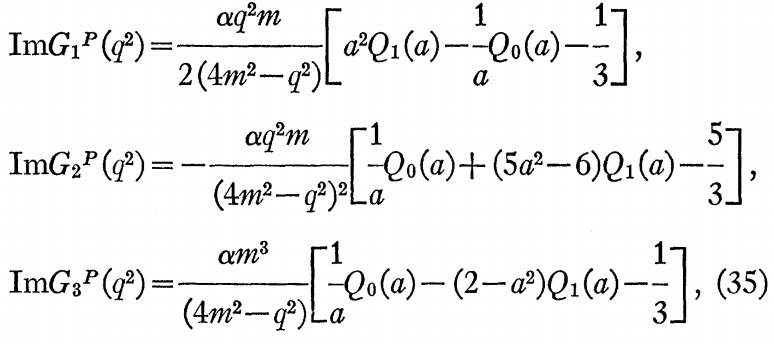 ImG₁ᴾ(q²) = αq²m / 2(4m²−q²) [ a²Q₁(a) − 1/a Q₀(a) − 1/3 ],
ImG₂ᴾ(q²) = − αq²m / (4m²−q²)² [ 1/a Q₀(a) + (5a²−6)Q₁(a) − 5/3 ],
ImG₃ᴾ(q²) = αm³ / (4m²−q²) [ 1/a Q₀(a) − (2−a²)Q₁(a) − 1/3 ], (35)